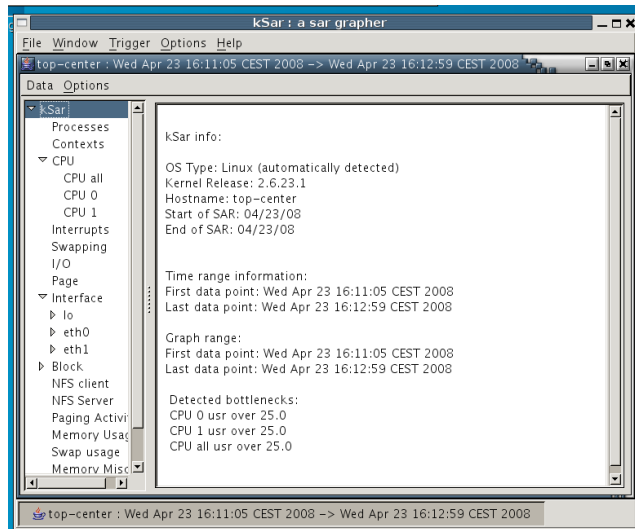 kSar : a sar grapher
File Window Trigger Options Help
top-center : Wed Apr 23 16:11:05 CEST 2008 -> Wed Apr 23 16:12:59 CEST 2008
Data Options
kSar
Processes
Contexts
CPU
CPU all
CPU 0
CPU 1
Interrupts
Swapping
I/O
Page
Interface
lo
eth0
eth1
Block
NFS client
NFS Server
Paging Activi
Memory Usag
Swap usage
Memory Misc
kSar info:
OS Type: Linux (automatically detected)
Kernel Release: 2.6.23.1
Hostname: top-center
Start of SAR: 04/23/08
End of SAR: 04/23/08
Time range information:
First data point: Wed Apr 23 16:11:05 CEST 2008
Last data point: Wed Apr 23 16:12:59 CEST 2008
Graph range:
First data point: Wed Apr 23 16:11:05 CEST 2008
Last data point: Wed Apr 23 16:12:59 CEST 2008
Detected bottlenecks:
CPU 0 usr over 25.0
CPU 1 usr over 25.0
CPU all usr over 25.0
top-center : Wed Apr 23 16:11:05 CEST 2008 -> Wed Apr 23 16:12:59 CEST 2008